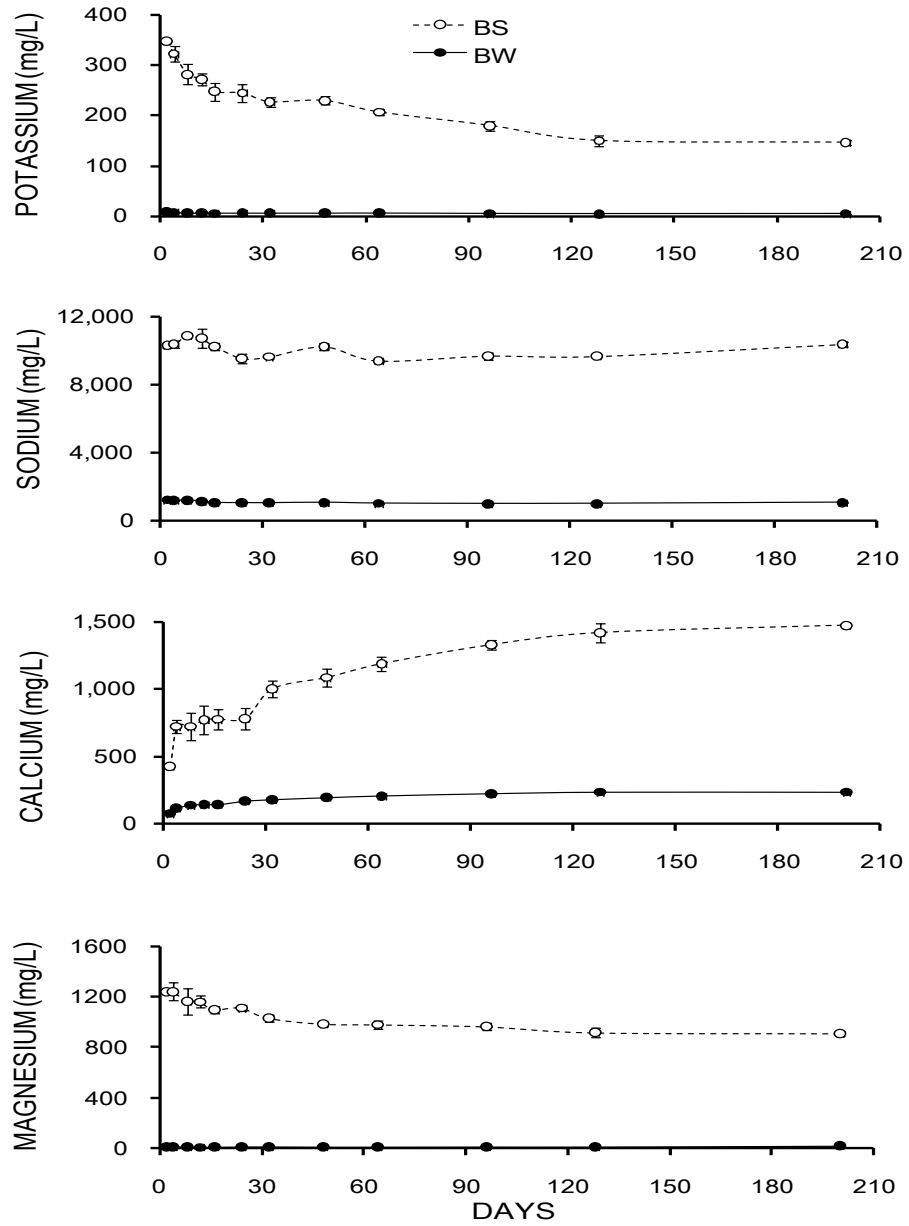 POTASSIUM (mg/L)
400
300
200
100
0
BS
BW
0 30 60 90 120 150 180 210
SODIUM (mg/L)
12,000
8,000
4,000
0
0 30 60 90 120 150 180 210
CALCIUM (mg/L)
1,500
1,000
500
0
0 30 60 90 120 150 180 210
MAGNESIUM (mg/L)
1600
1200
800
400
0
0 30 60 90 120 150 180 210
DAYS